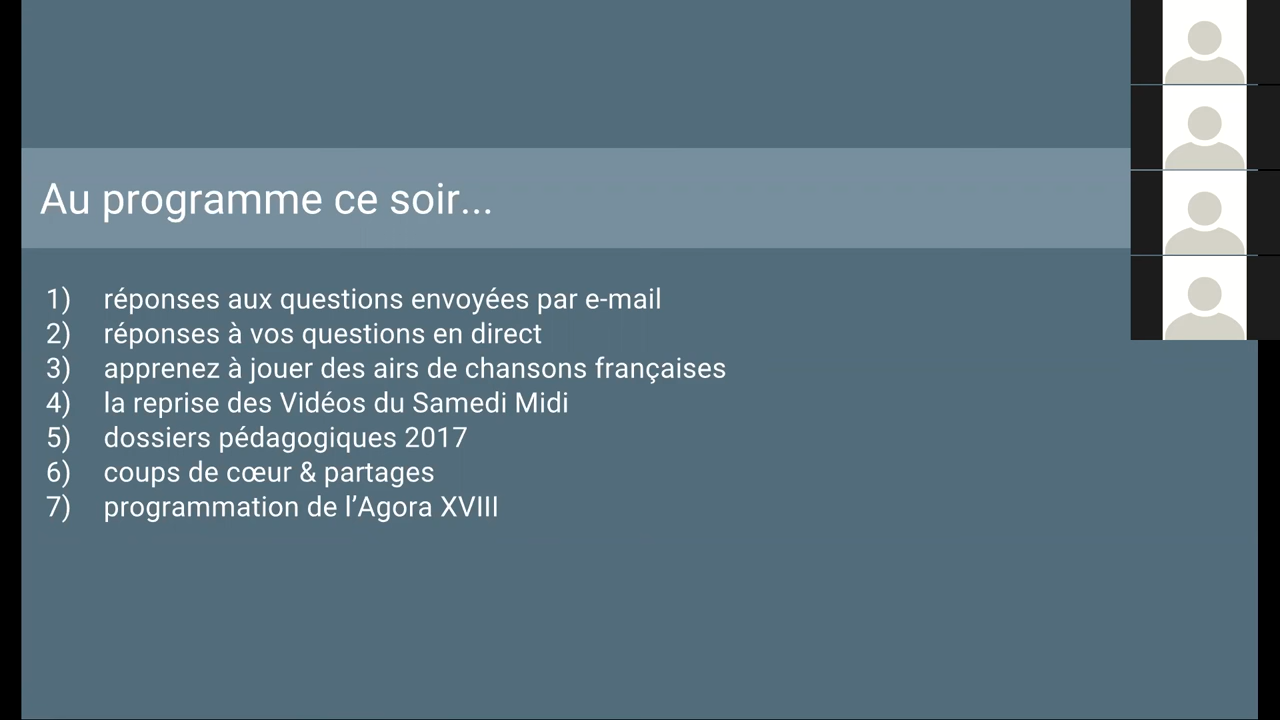 Au programme ce soir...
1) réponses aux questions envoyées par e-mail
2) réponses à vos questions en direct
3) apprenez à jouer des airs de chansons françaises
4) la reprise des Vidéos du Samedi Midi
5) dossiers pédagogiques 2017
6) coups de cœur & partages
7) programmation de l’Agora XVIII